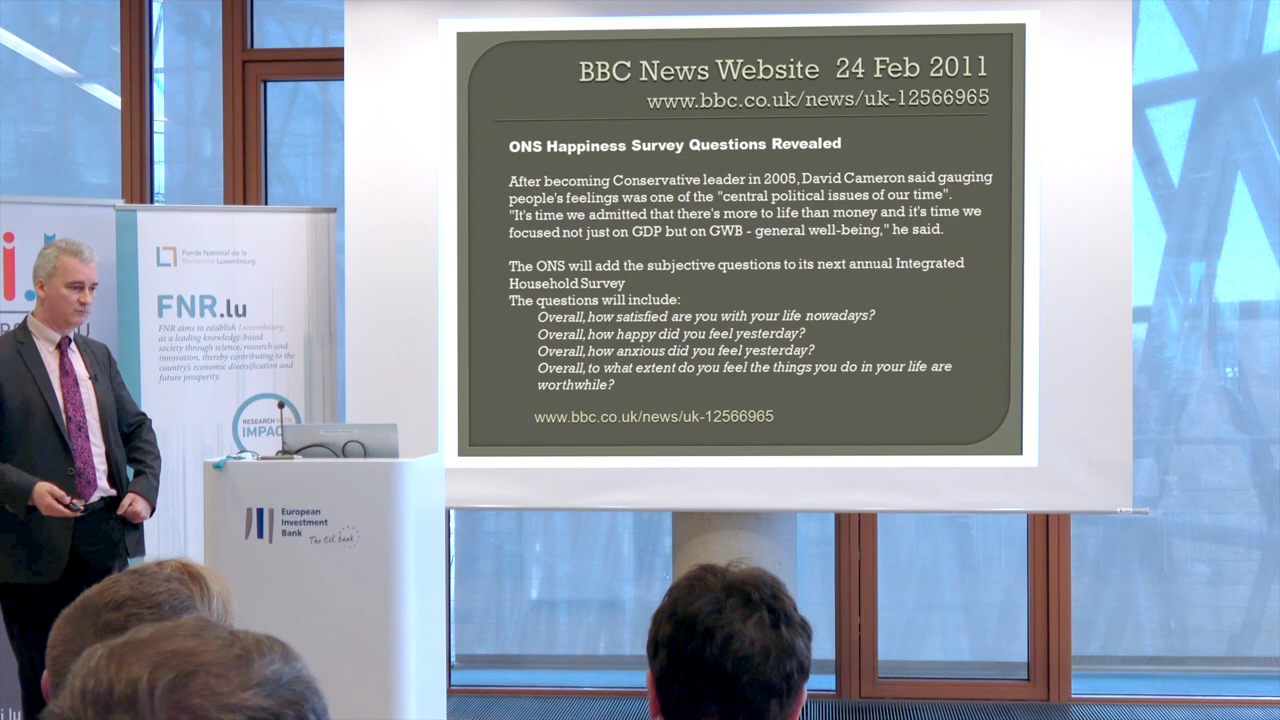 BBC News Website 24 Feb 2011
www.bbc.co.uk/news/uk-12566965
ONS Happiness Survey Questions Revealed
After becoming Conservative leader in 2005, David Cameron said gauging
people's feelings was one of the "central political issues of our time".
"It's time we admitted that there's more to life than money and it's time we
focused not just on GDP but on GWB - general well-being," he said.
The ONS will add the subjective questions to its next annual Integrated
Household Survey
The questions will include:
Overall, how satisfied are you with your life nowadays?
Overall, how happy did you feel yesterday?
Overall, how anxious did you feel yesterday?
Overall, to what extent do you feel the things you do in your life are
worthwhile?
www.bbc.co.uk/news/uk-12566965
Fonds National de la
Recherche Luxembourg
FNR.lu
FNR aims to establish Luxembourg
as a leading knowledge-based
society through science, research and
innovation, thereby contributing to the
country's economic diversification and
future prosperity.
RESEARCH WITH
IMPAC
European
Investment
Bank
The EU bank
i.lu